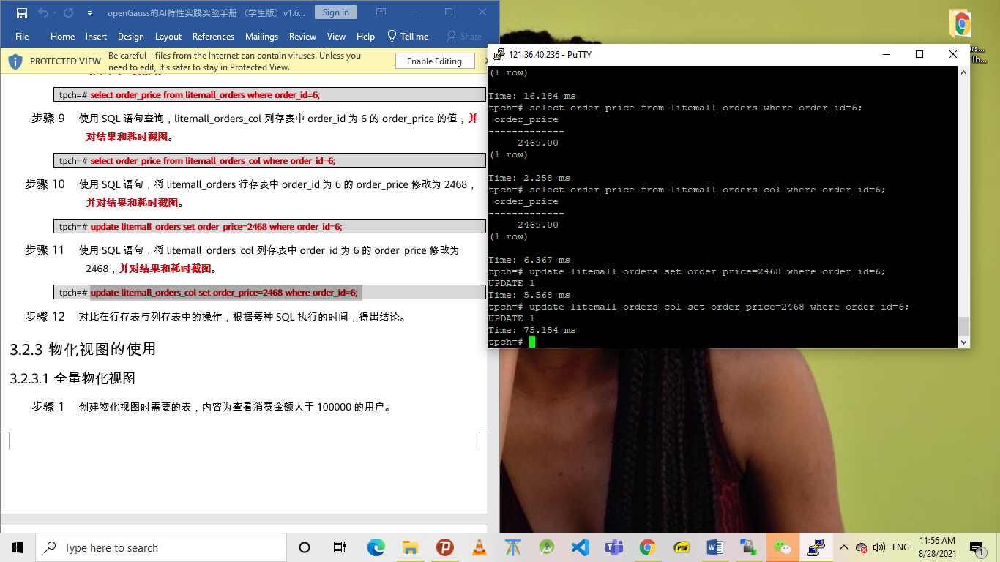 openGauss的AI特性实践实验手册 （学生版）v1.6...
Sign in
File Home Insert Design Layout References Mailings Review View Help Tell me Share
PROTECTED VIEW
Be careful—files from the Internet can contain viruses. Unless you
need to edit, it's safer to stay in Protected View.
Enable Editing
tpch=# select order_price from litemall_orders where order_id=6;
步骤 9 使用 SQL 语句查询，litemall_orders_col 列存表中 order_id 为 6 的 order_price 的值，并
对结果和耗时截图。
tpch=# select order_price from litemall_orders_col where order_id=6;
步骤 10 使用 SQL 语句，将 litemall_orders 行存表中 order_id 为 6 的 order_price 修改为 2468，
并对结果和耗时截图。
tpch=# update litemall_orders set order_price=2468 where order_id=6;
步骤 11 使用 SQL 语句，将 litemall_orders_col 列存表中 order_id 为 6 的 order_price 修改为
2468，并对结果和耗时截图。
tpch=# update litemall_orders_col set order_price=2468 where order_id=6;
步骤 12 对比在行存表与列存表中的操作，根据每种 SQL 执行的时间，得出结论。
3.2.3 物化视图的使用
3.2.3.1 全量物化视图
步骤 1 创建物化视图时需要的表，内容为查看消费金额大于 100000 的用户。
121.36.40.236 - PuTTY
(1 row)
Time: 16.184 ms
tpch=# select order_price from litemall_orders where order_id=6;
order_price
-------------
2469.00
(1 row)
Time: 2.258 ms
tpch=# select order_price from litemall_orders_col where order_id=6;
order_price
-------------
2469.00
(1 row)
Time: 6.367 ms
tpch=# update litemall_orders set order_price=2468 where order_id=6;
UPDATE 1
Time: 5.568 ms
tpch=# update litemall_orders_col set order_price=2468 where order_id=6;
UPDATE 1
Time: 75.154 ms
tpch=#
Type here to search
PDF
ENG
11:56 AM
8/28/2021
1